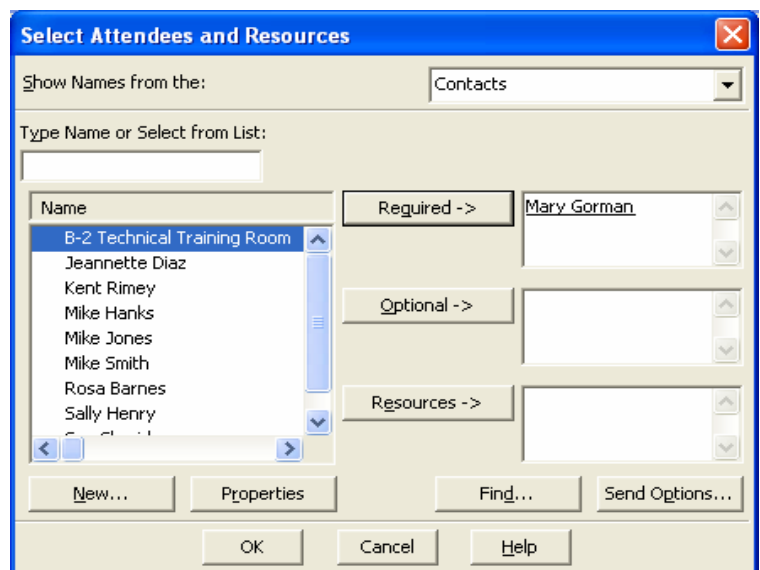 Select Attendees and Resources
Show Names from the:
Contacts
Type Name or Select from List:
Name
B-2 Technical Training Room
Jeannette Diaz
Kent Rimey
Mike Hanks
Mike Jones
Mike Smith
Rosa Barnes
Sally Henry
Required ->
Mary Gorman
Optional ->
Resources ->
New...
Properties
Find...
Send Options...
OK
Cancel
Help